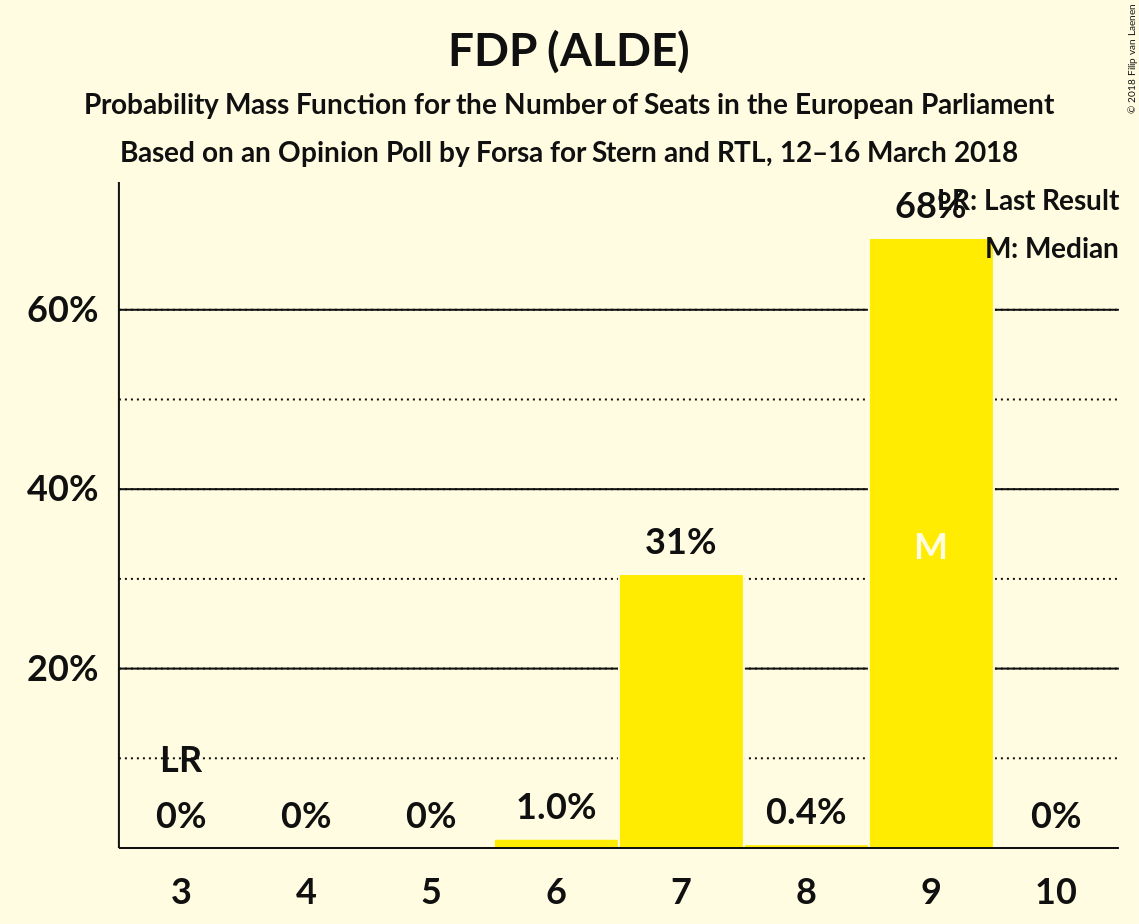 FDP (ALDE)
Probability Mass Function for the Number of Seats in the European Parliament
Based on an Opinion Poll by Forsa for Stern and RTL, 12–16 March 2018
© 2018 Filip van Laenen
LR: Last Result
M: Median
68%
60%
40%
20%
31%
M
LR
0%
0%
0%
1.0%
0.4%
0%
3
4
5
6
7
8
9
10